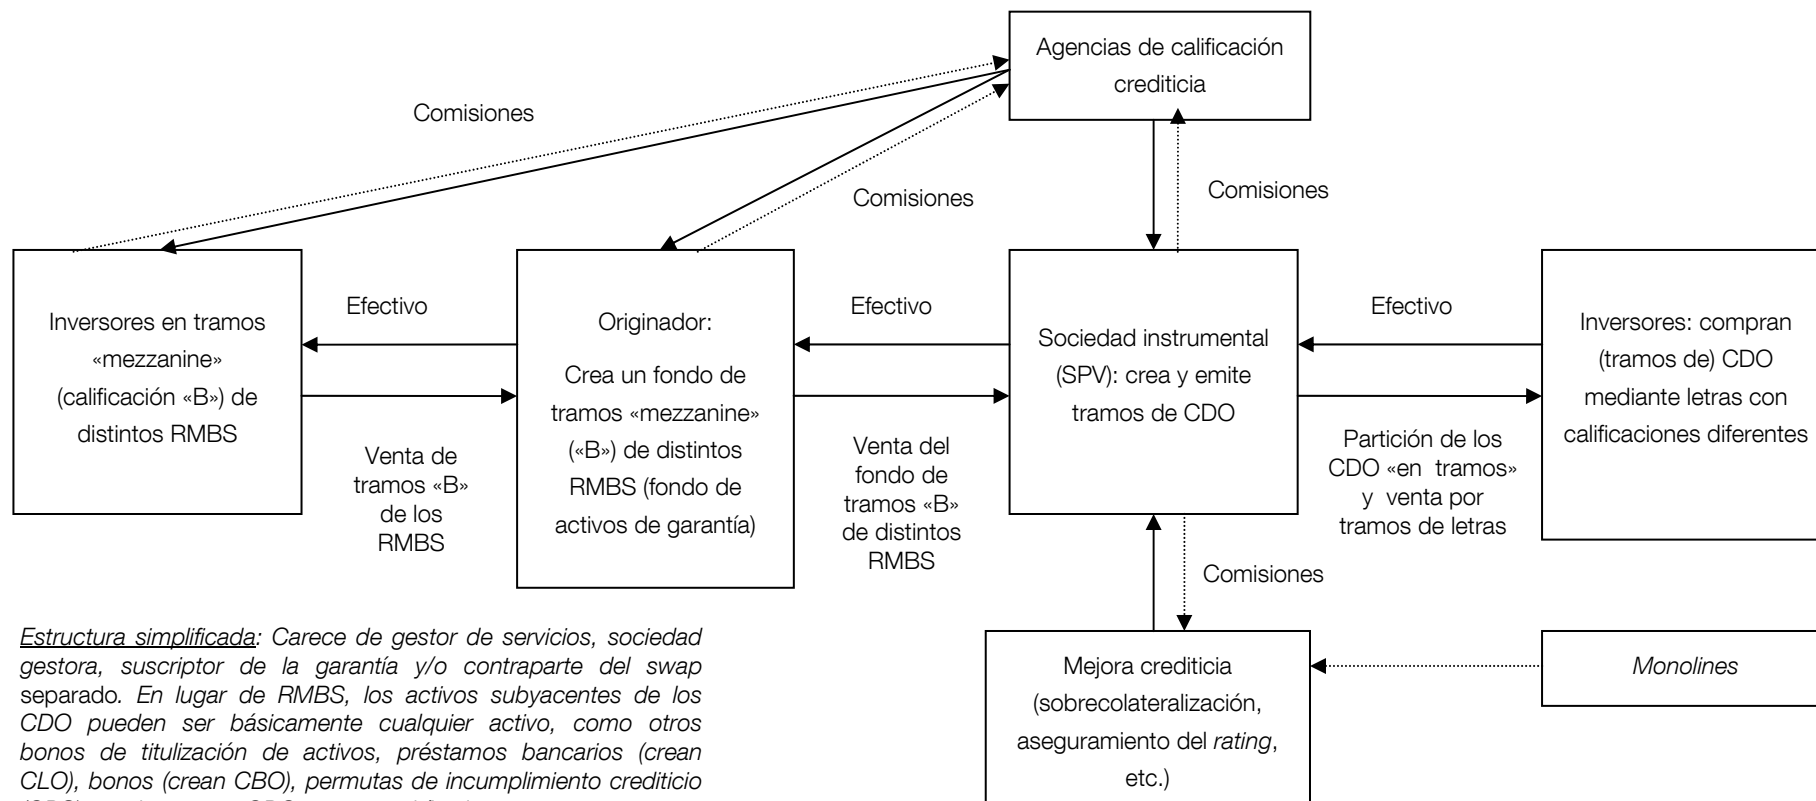 Agencias de calificación
crediticia
Comisiones
Comisiones
Comisiones
Inversores en tramos
«mezzanine»
(calificación «B») de
distintos RMBS
Efectivo
Venta de
tramos «B»
de los
RMBS
Originador:
Crea un fondo de
tramos «mezzanine»
(«B») de distintos
RMBS (fondo de
activos de garantía)
Efectivo
Venta del
fondo de
tramos «B»
de distintos
RMBS
Sociedad instrumental
(SPV): crea y emite
tramos de CDO
Efectivo
Partición de los
CDO «en tramos»
y venta por
tramos de letras
Inversores: compran
(tramos de) CDO
mediante letras con
calificaciones diferentes
Comisiones
Mejora crediticia
(sobrecolateralización,
aseguramiento del rating,
etc.)
Monolines
Estructura simplificada: Carece de gestor de servicios, sociedad
gestora, suscriptor de la garantía y/o contraparte del swap
separado. En lugar de RMBS, los activos subyacentes de los
CDO pueden ser básicamente cualquier activo, como otros
bonos de titulización de activos, préstamos bancarios (crean
CLO), bonos (crean CBO), permutas de incumplimiento crediticio